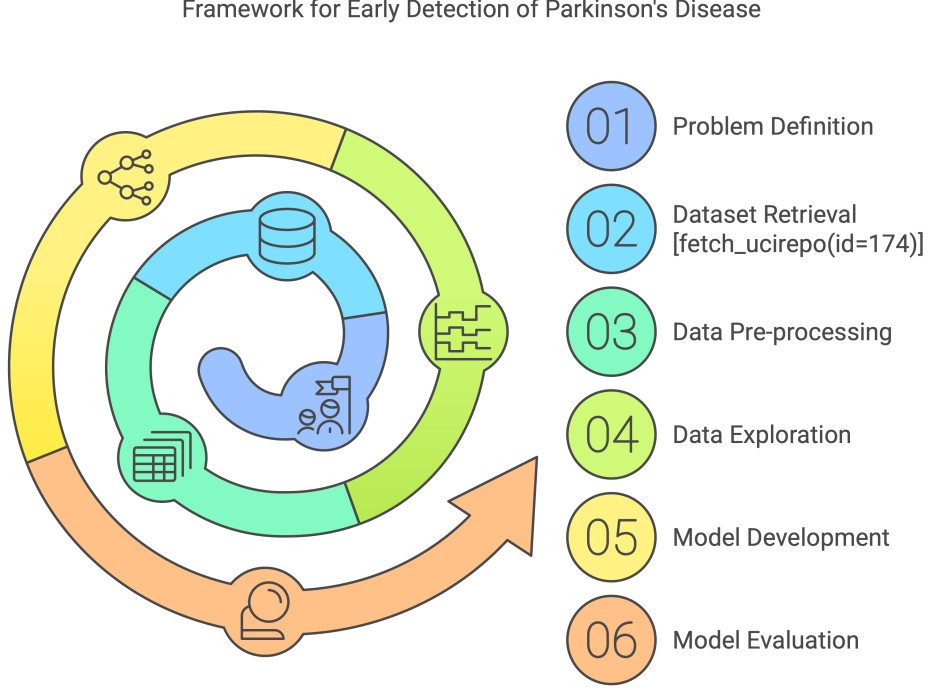 Framework for Early Detection of Parkinson's Disease
01 Problem Definition
02 Dataset Retrieval
[fetch_ucirepo(id=174)]
03 Data Pre-processing
04 Data Exploration
05 Model Development
06 Model Evaluation